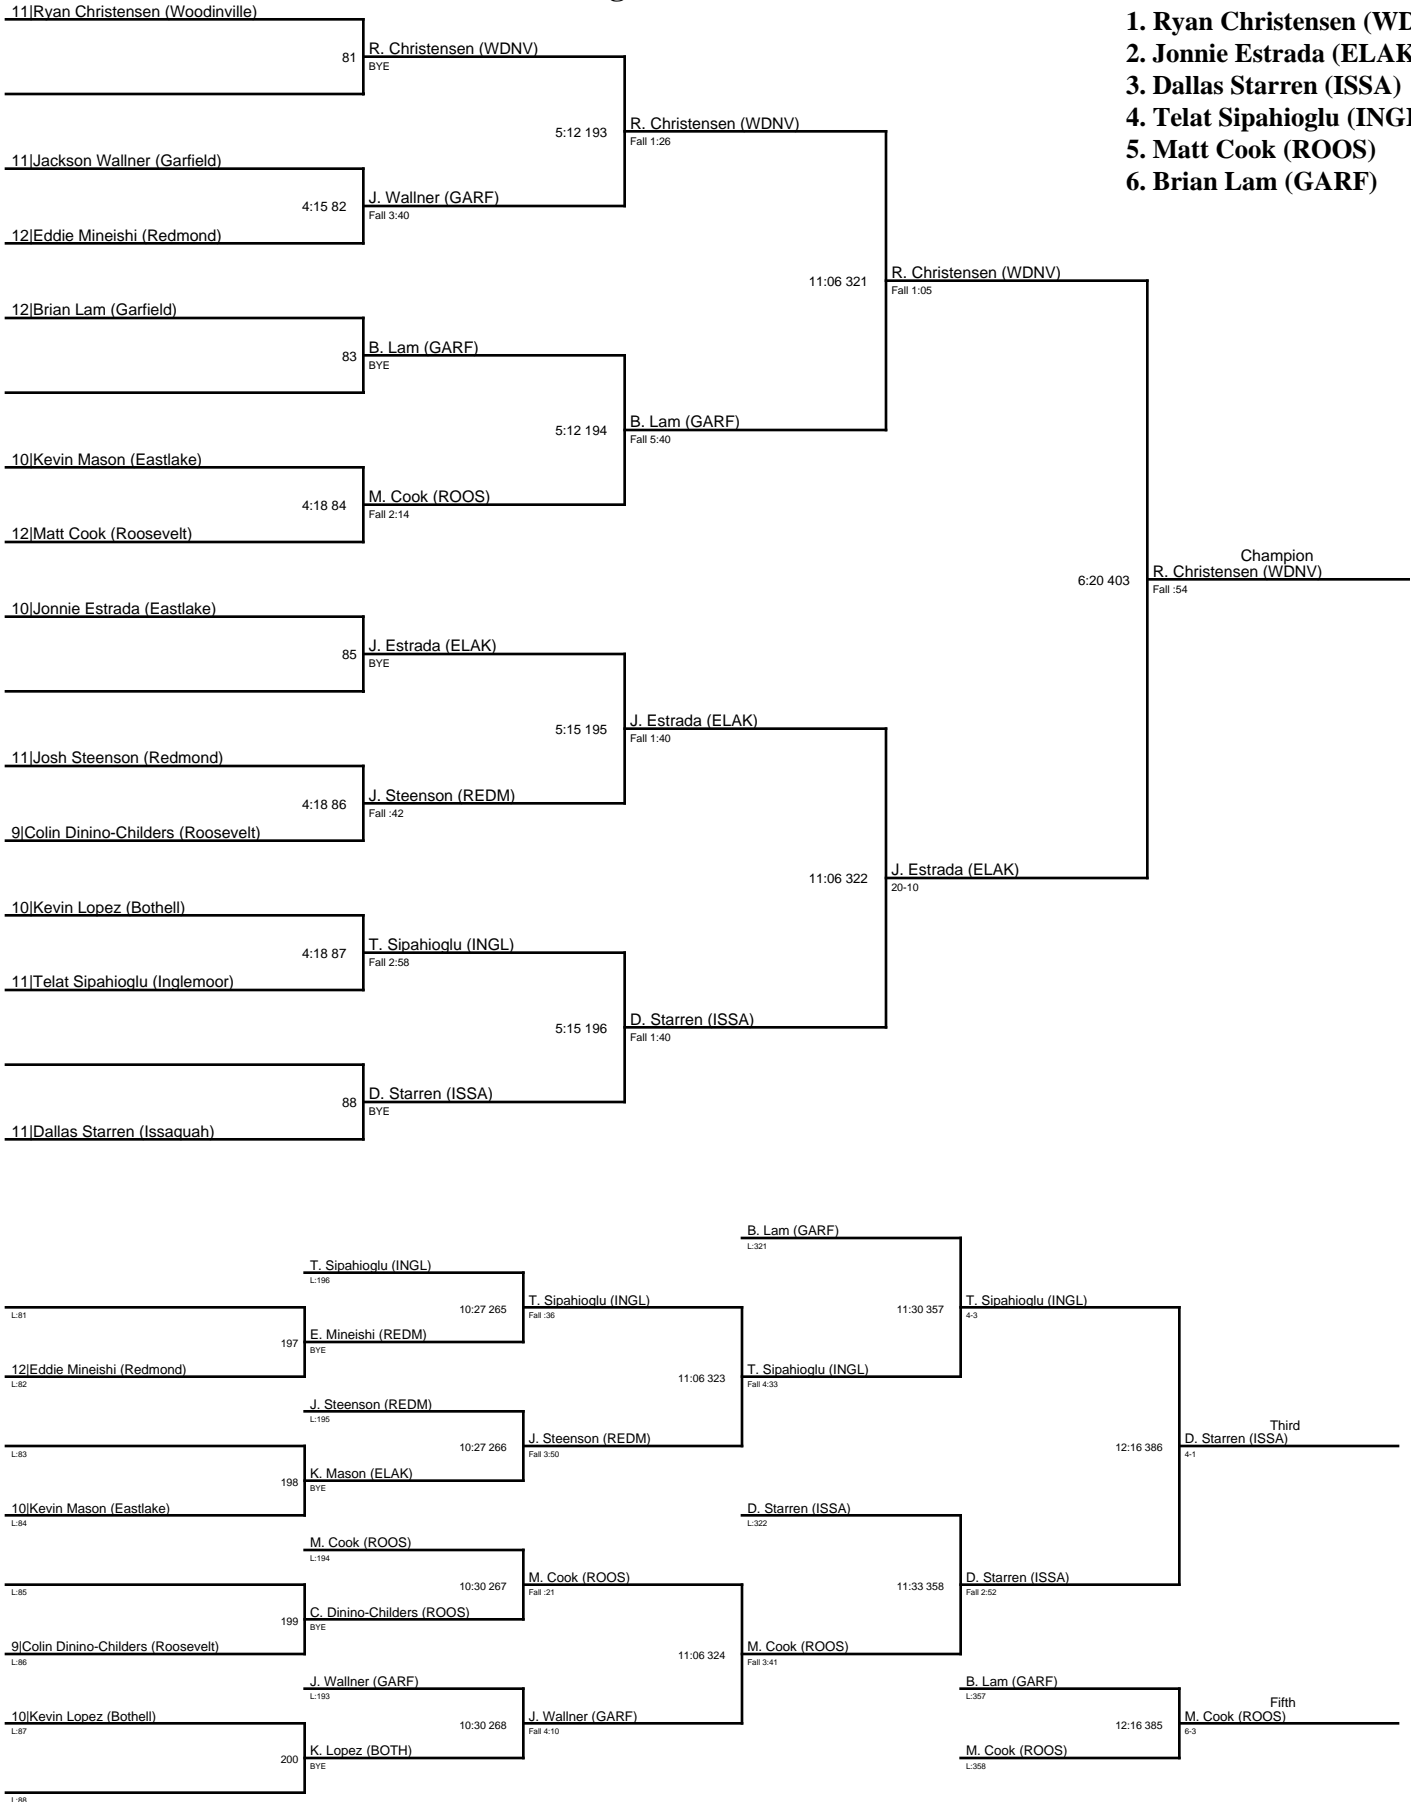 11|Ryan Christensen (Woodinville)
81
R. Christensen (WDNV)
BYE
5:12 193
R. Christensen (WDNV)
Fall 1:26
11|Jackson Wallner (Garfield)
4:15 82
J. Wallner (GARF)
Fall 3:40
12|Eddie Mineishi (Redmond)
11:06 321
R. Christensen (WDNV)
Fall 1:05
12|Brian Lam (Garfield)
83
B. Lam (GARF)
BYE
5:12 194
B. Lam (GARF)
Fall 5:40
10|Kevin Mason (Eastlake)
4:18 84
M. Cook (ROOS)
Fall 2:14
12|Matt Cook (Roosevelt)
6:20 403
Champion
R. Christensen (WDNV)
Fall :54
10|Jonnie Estrada (Eastlake)
85
J. Estrada (ELAK)
BYE
5:15 195
J. Estrada (ELAK)
Fall 1:40
11|Josh Steenson (Redmond)
4:18 86
J. Steenson (REDM)
Fall :42
9|Colin Dinino-Childers (Roosevelt)
11:06 322
J. Estrada (ELAK)
20-10
10|Kevin Lopez (Bothell)
4:18 87
T. Sipahioglu (INGL)
Fall 2:58
11|Telat Sipahioglu (Inglemoor)
5:15 196
D. Starren (ISSA)
Fall 1:40
88
D. Starren (ISSA)
BYE
11|Dallas Starren (Issaquah)
1. Ryan Christensen (WD
2. Jonnie Estrada (ELAK
3. Dallas Starren (ISSA)
4. Telat Sipahioglu (INGL
5. Matt Cook (ROOS)
6. Brian Lam (GARF)
B. Lam (GARF)
L:321
T. Sipahioglu (INGL)
L:196
10:27 265
T. Sipahioglu (INGL)
Fall :36
11:30 357
T. Sipahioglu (INGL)
4-3
L:81
197
E. Mineishi (REDM)
BYE
12|Eddie Mineishi (Redmond)
L:82
11:06 323
T. Sipahioglu (INGL)
Fall 4:33
J. Steenson (REDM)
L:195
10:27 266
J. Steenson (REDM)
Fall 3:50
L:83
198
K. Mason (ELAK)
BYE
10|Kevin Mason (Eastlake)
L:84
12:16 386
Third
D. Starren (ISSA)
4-1
D. Starren (ISSA)
L:322
M. Cook (ROOS)
L:194
10:30 267
M. Cook (ROOS)
Fall :21
11:33 358
D. Starren (ISSA)
Fall 2:52
L:85
199
C. Dinino-Childers (ROOS)
BYE
9|Colin Dinino-Childers (Roosevelt)
L:86
11:06 324
M. Cook (ROOS)
Fall 3:41
J. Wallner (GARF)
L:193
10:30 268
J. Wallner (GARF)
Fall 4:10
10|Kevin Lopez (Bothell)
L:87
200
K. Lopez (BOTH)
BYE
L:88
B. Lam (GARF)
L:357
12:16 385
Fifth
M. Cook (ROOS)
6-3
M. Cook (ROOS)
L:358